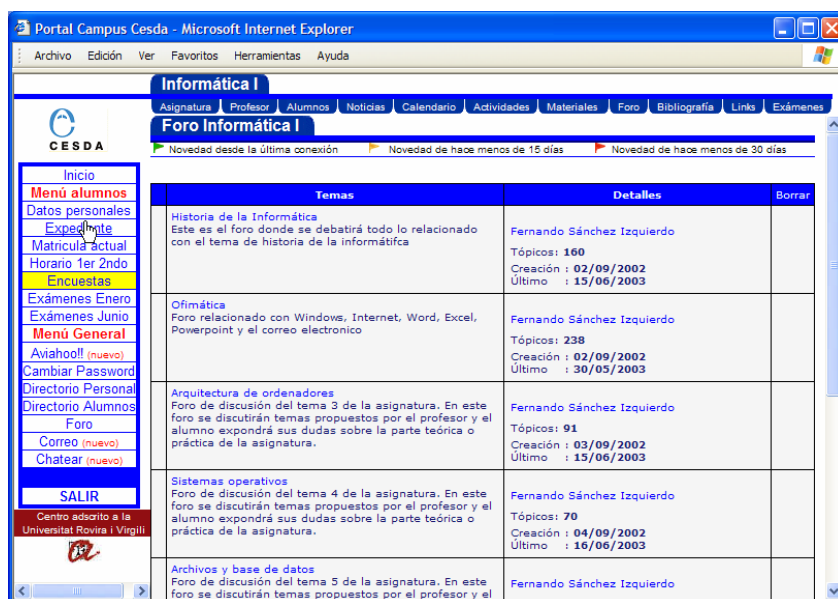 Portal Campus Cesda - Microsoft Internet Explorer
Archivo Edición Ver Favoritos Herramientas Ayuda
Informática I
Asignatura Profesor Alumnos Noticias Calendario Actividades Materiales Foro Bibliografía Links Exámenes
Foro Informática I
Novedad desde la última conexión Novedad de hace menos de 15 días Novedad de hace menos de 30 días
CESDA
Inicio
Menú alumnos
Datos personales
Expediente
Matricula actual
Horario 1er 2ndo
Encuestas
Exámenes Enero
Exámenes Junio
Menú General
Aviahoo!! (nuevo)
Cambiar Password
Directorio Personal
Directorio Alumnos
Foro
Correo (nuevo)
Chatear (nuevo)
SALIR
Centro adscrito a la
Universitat Rovira i Virgili
Temas Detalles Borrar
Historia de la Informática
Este es el foro donde se debatirá todo lo relacionado
con el tema de historia de la informátifca
Fernando Sánchez Izquierdo
Tópicos: 160
Creación : 02/09/2002
Último : 15/06/2003
Ofimática
Foro relacionado con Windows, Internet, Word, Excel,
Powerpoint y el correo electronico
Fernando Sánchez Izquierdo
Tópicos: 238
Creación : 02/09/2002
Último : 30/05/2003
Arquitectura de ordenadores
Foro de discusión del tema 3 de la asignatura. En este
foro se discutirán temas propuestos por el profesor y el
alumno expondrá sus dudas sobre la parte teórica o
práctica de la asignatura.
Fernando Sánchez Izquierdo
Tópicos: 91
Creación : 03/09/2002
Último : 15/06/2003
Sistemas operativos
Foro de discusión del tema 4 de la asignatura. En este
foro se discutirán temas propuestos por el profesor y el
alumno expondrá sus dudas sobre la parte teórica o
práctica de la asignatura.
Fernando Sánchez Izquierdo
Tópicos: 70
Creación : 04/09/2002
Último : 16/06/2003
Archivos y base de datos
Foro de discusión del tema 5 de la asignatura. En este
foro se discutirán temas propuestos por el profesor y el
Fernando Sánchez Izquierdo